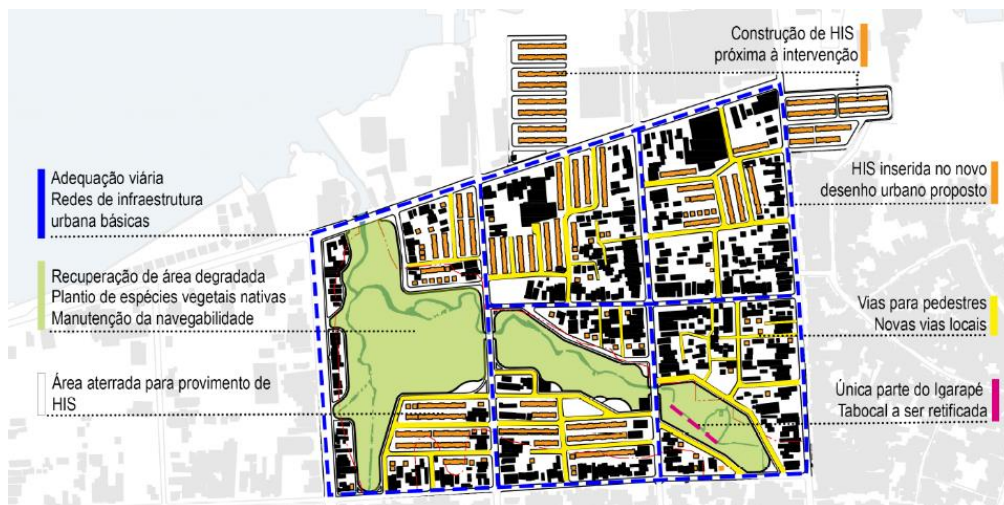 Construção de HIS
próxima à intervenção
Adequação viária
Redes de infraestrutura
urbana básicas
HIS inserida no novo
desenho urbano proposto
Recuperação de área degradada
Plantio de espécies vegetais nativas
Manutenção da navegabilidade
Vias para pedestres
Novas vias locais
Área aterrada para provimento de
HIS
Única parte do Igarapé
Tabocal a ser retificada